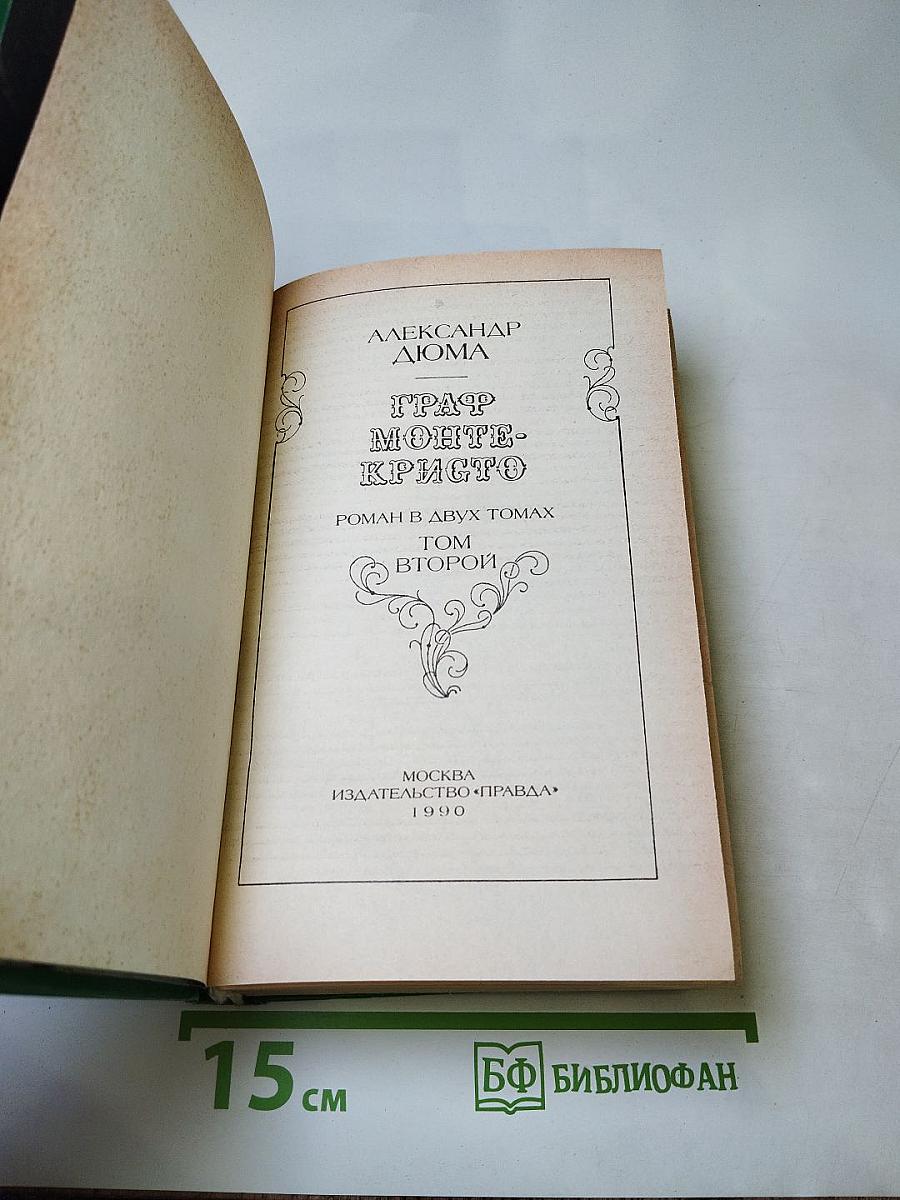 АЛЕКСАНДР
ДЮМА
ГРАФ
МОНТЕ-
КРИСТО
РОМАН В ДВУХ ТОМАХ
ТОМ
ВТОРОЙ
МОСКВА
ИЗДАТЕЛЬСТВО «ПРАВДА»
1990
15 см
БФ БИБЛИОФАН